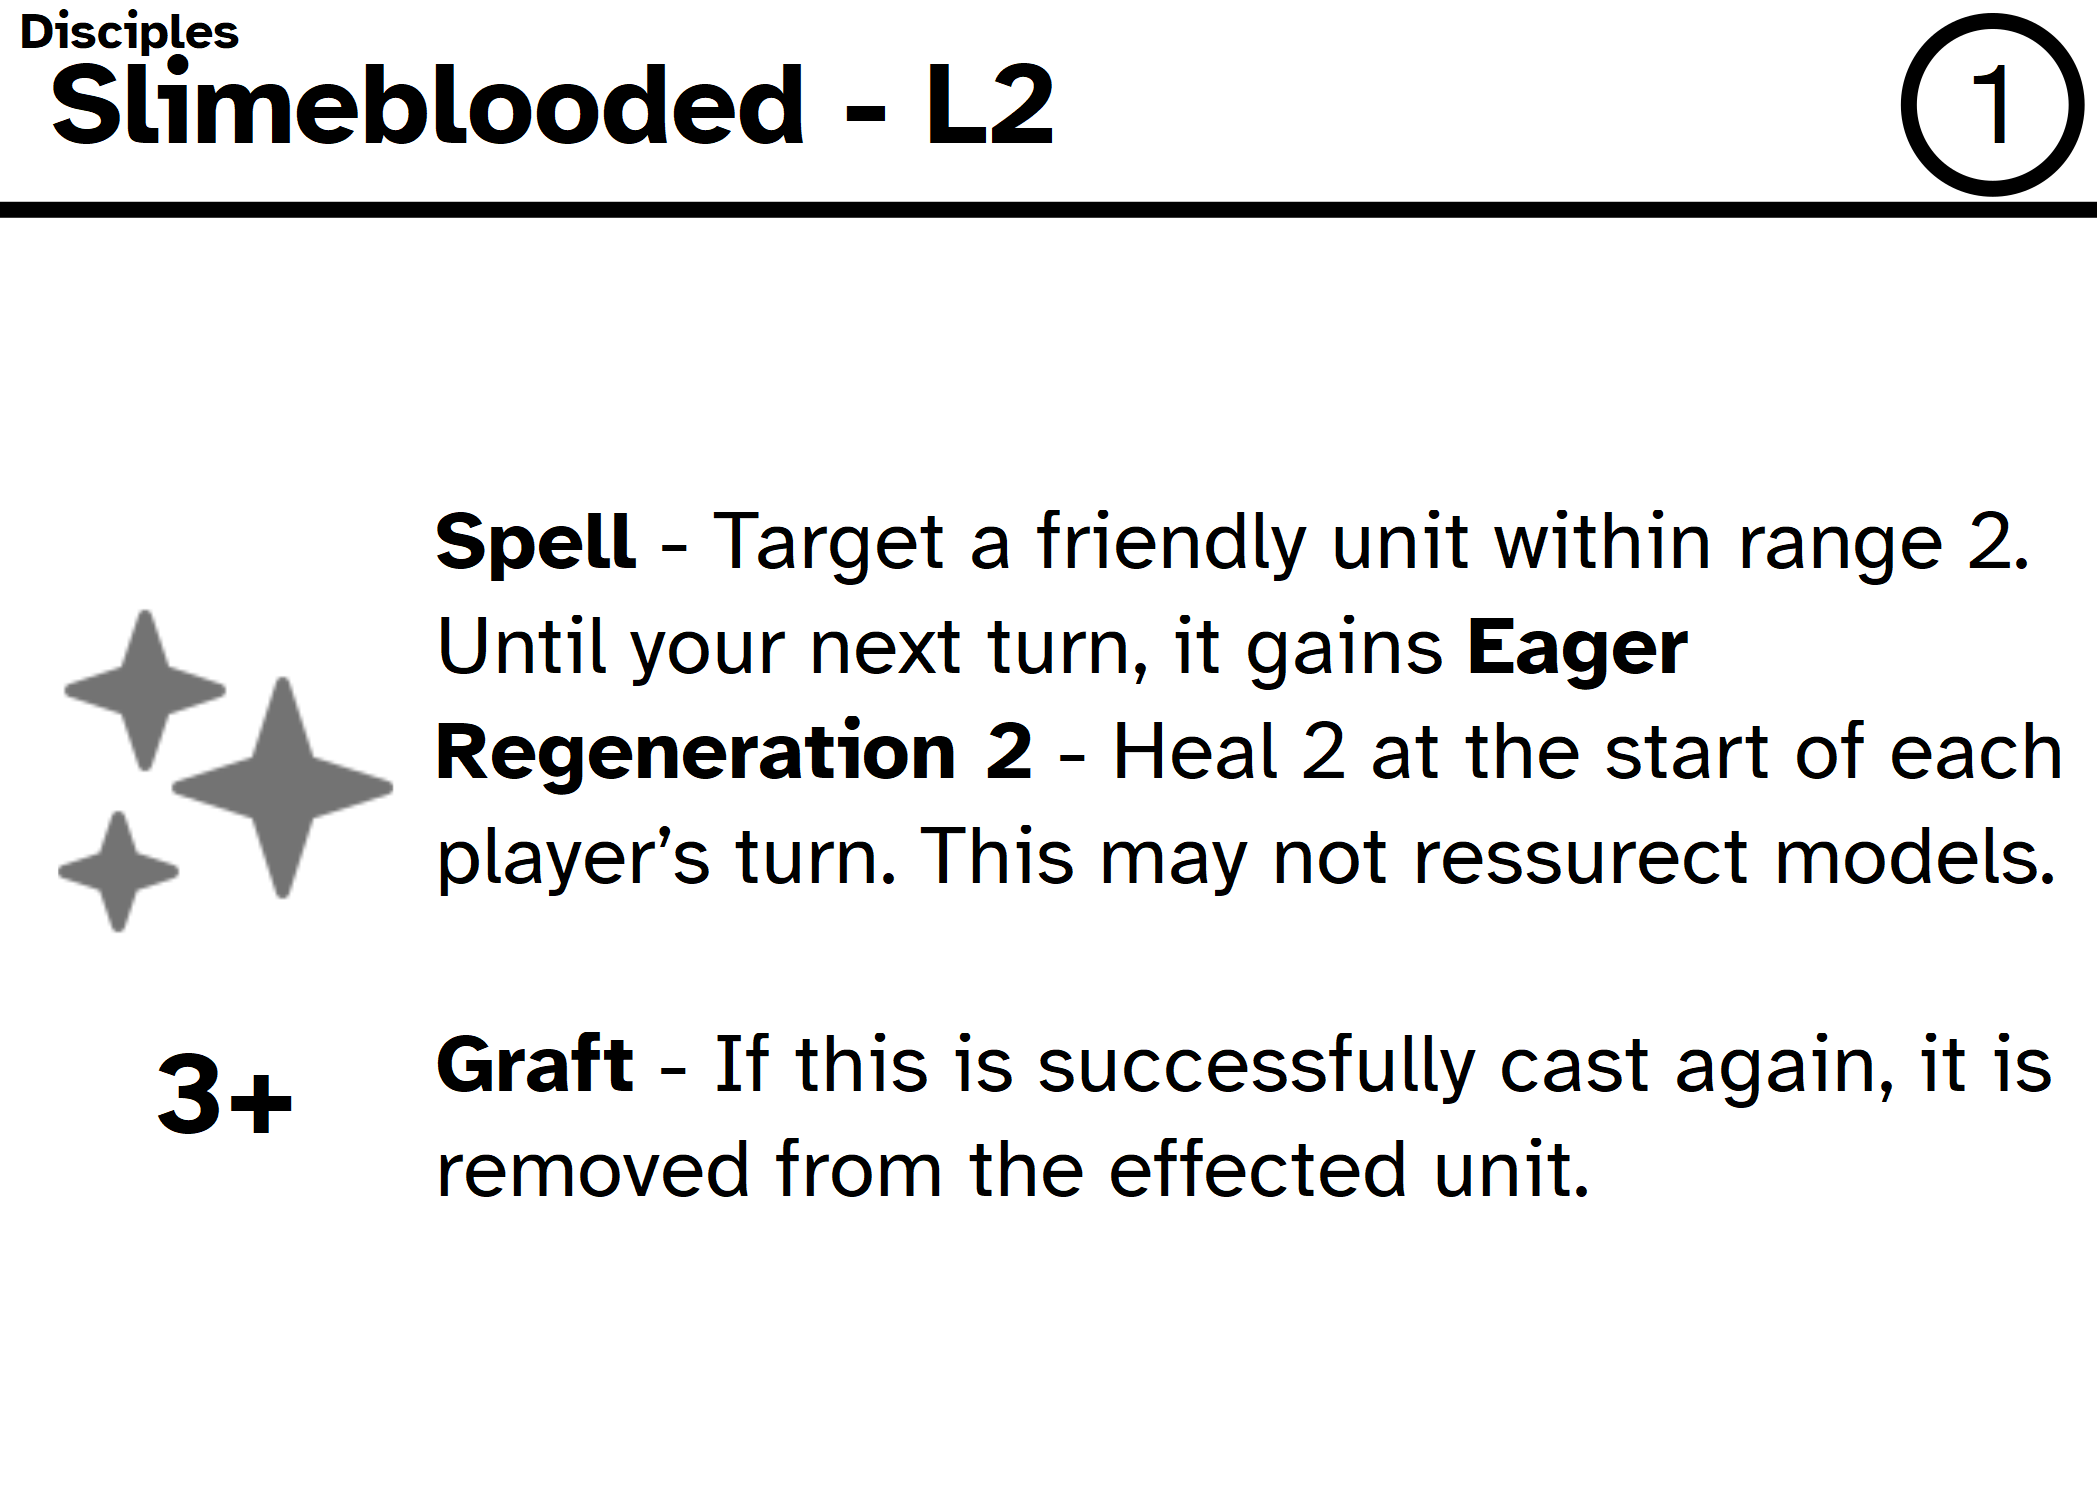 Disciples
Slimeblooded - L2
1
Spell - Target a friendly unit within range 2.
Until your next turn, it gains Eager
Regeneration 2 - Heal 2 at the start of each
player’s turn. This may not ressurect models.
3+
Graft - If this is successfully cast again, it is
removed from the effected unit.